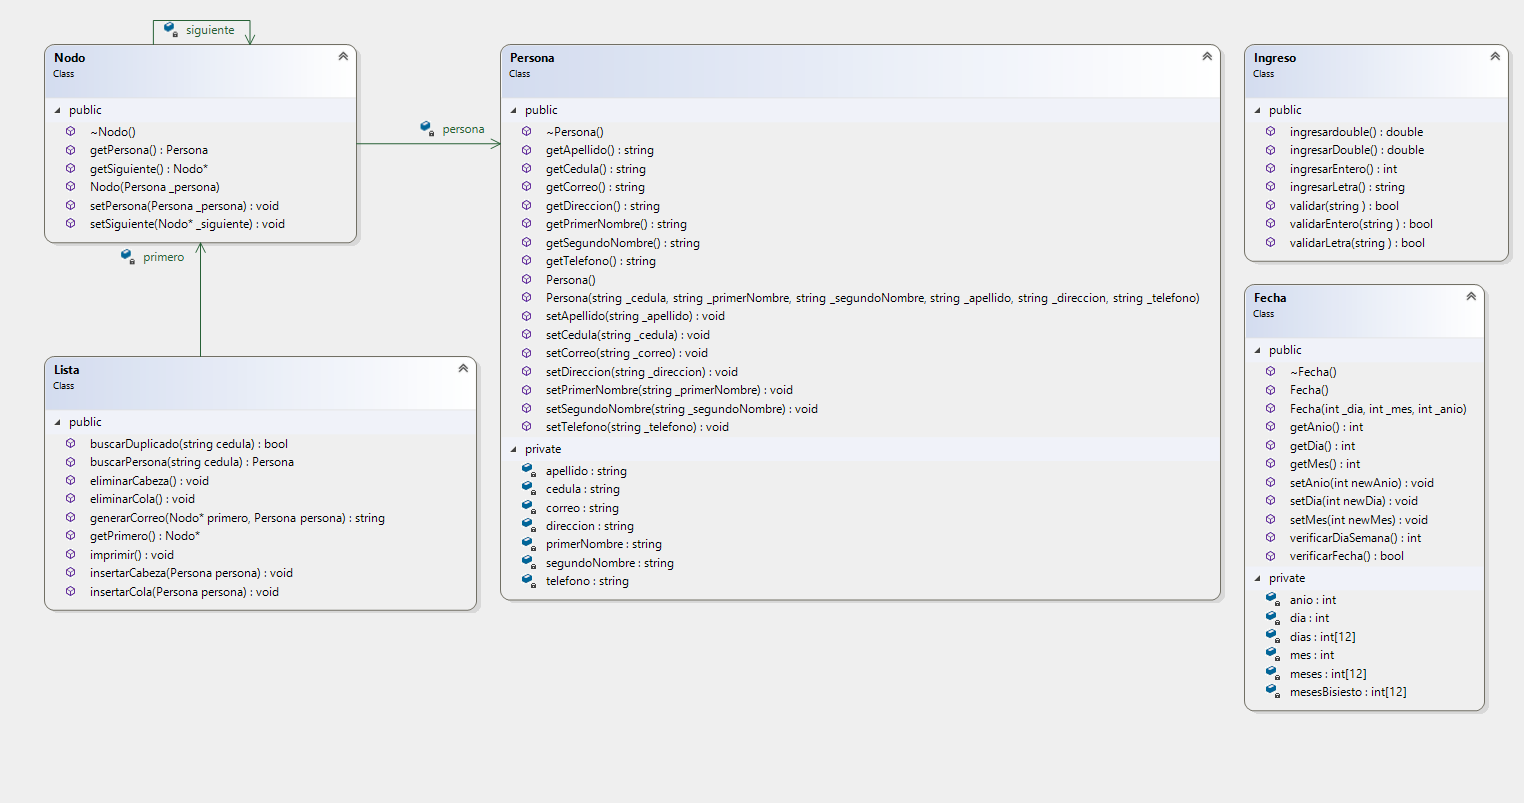 siguiente
Nodo
Class
public
~Nodo()
getPersona() : Persona
getSiguiente() : Nodo*
Nodo(Persona _persona)
setPersona(Persona _persona) : void
setSiguiente(Nodo* _siguiente) : void
persona
primero
Lista
Class
public
buscarDuplicado(string cedula) : bool
buscarPersona(string cedula) : Persona
eliminarCabeza() : void
eliminarCola() : void
generarCorreo(Nodo* primero, Persona persona) : string
getPrimero() : Nodo*
imprimir() : void
insertarCabeza(Persona persona) : void
insertarCola(Persona persona) : void
Persona
Class
public
~Persona()
getApellido() : string
getCedula() : string
getCorreo() : string
getDireccion() : string
getPrimerNombre() : string
getSegundoNombre() : string
getTelefono() : string
Persona()
Persona(string _cedula, string _primerNombre, string _segundoNombre, string _apellido, string _direccion, string _telefono)
setApellido(string _apellido) : void
setCedula(string _cedula) : void
setCorreo(string _correo) : void
setDireccion(string _direccion) : void
setPrimerNombre(string _primerNombre) : void
setSegundoNombre(string _segundoNombre) : void
setTelefono(string _telefono) : void
private
apellido : string
cedula : string
correo : string
direccion : string
primerNombre : string
segundoNombre : string
telefono : string
Ingreso
Class
public
ingresardouble() : double
ingresarDouble() : double
ingresarEntero() : int
ingresarLetra() : string
validar(string ) : bool
validarEntero(string ) : bool
validarLetra(string ) : bool
Fecha
Class
public
~Fecha()
Fecha()
Fecha(int _dia, int _mes, int _anio)
getAnio() : int
getDia() : int
getMes() : int
setAnio(int newAnio) : void
setDia(int newDia) : void
setMes(int newMes) : void
verificarDiaSemana() : int
verificarFecha() : bool
private
anio : int
dia : int
dias : int[12]
mes : int
meses : int[12]
mesesBisiesto : int[12]